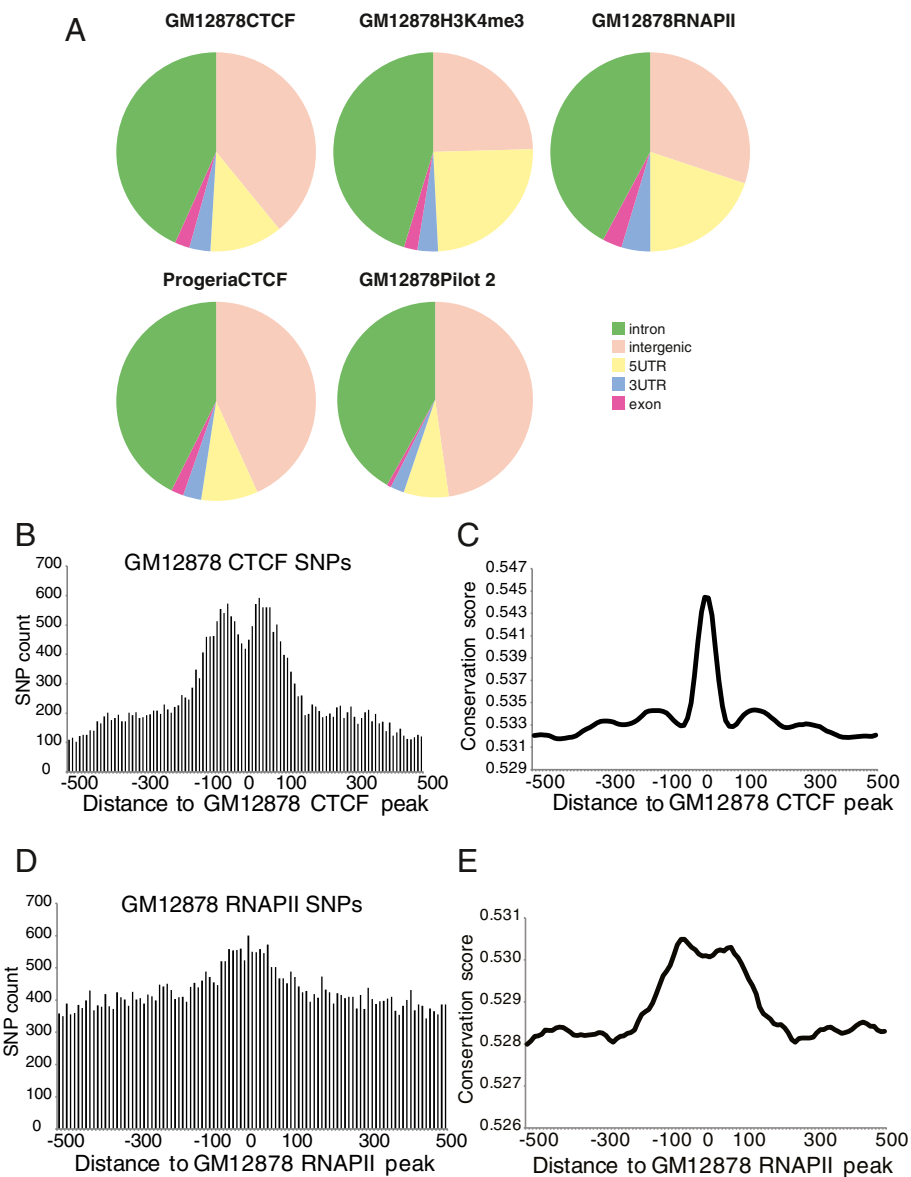 A
GM12878CTCF
GM12878H3K4me3
GM12878RNAPII
ProgeriaCTCF
GM12878Pilot 2
intron
intergenic
5UTR
3UTR
exon
B
GM12878 CTCF SNPs
SNP count
700
600
500
400
300
200
100
0
-500 -300 -100 0 100 300 500
Distance to GM12878 CTCF peak
C
Conservation score
0.547
0.545
0.543
0.541
0.539
0.537
0.535
0.533
0.531
0.529
-500 -300 -100 0 100 300 500
Distance to GM12878 CTCF peak
D
GM12878 RNAPII SNPs
SNP count
700
600
500
400
300
200
100
0
-500 -300 -100 0 100 300 500
Distance to GM12878 RNAPII peak
E
Conservation score
0.531
0.530
0.529
0.528
0.527
0.526
-500 -300 -100 0 100 300 500
Distance to GM12878 RNAPII peak